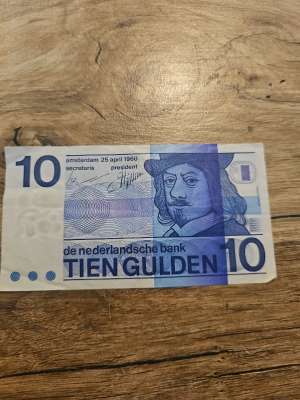 10
amsterdam 25 april 1968
secretaris president
de nederlandsche bank
TIEN GULDEN 10